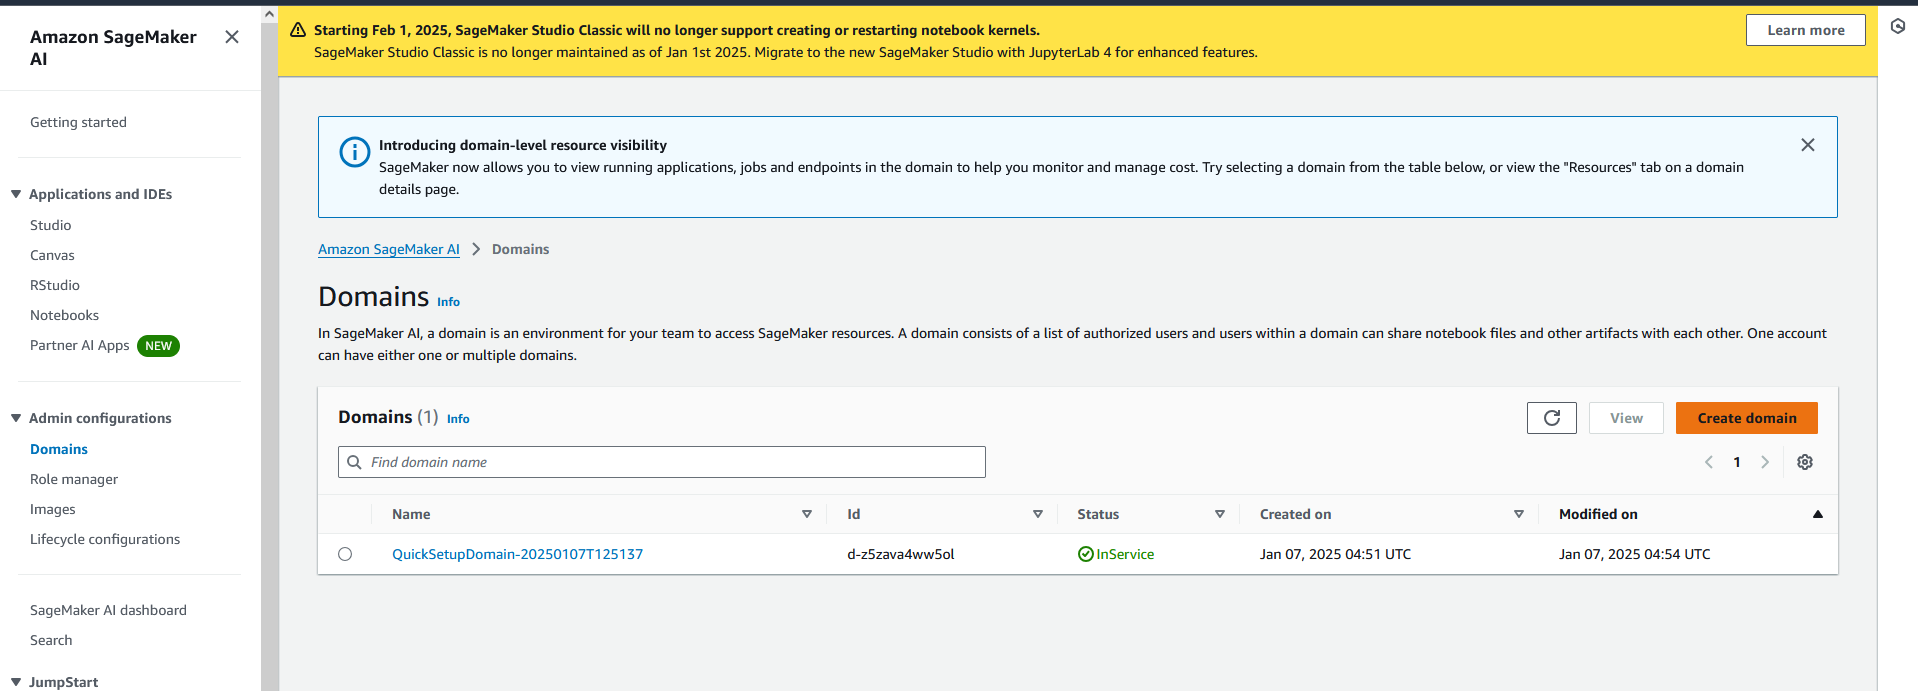 Amazon SageMaker
AI
Getting started
Applications and IDEs
Studio
Canvas
RStudio
Notebooks
Partner AI Apps NEW
Admin configurations
Domains
Role manager
Images
Lifecycle configurations
SageMaker AI dashboard
Search
JumpStart
Starting Feb 1, 2025, SageMaker Studio Classic will no longer support creating or restarting notebook kernels.
SageMaker Studio Classic is no longer maintained as of Jan 1st 2025. Migrate to the new SageMaker Studio with JupyterLab 4 for enhanced features.
Learn more
Introducing domain-level resource visibility
SageMaker now allows you to view running applications, jobs and endpoints in the domain to help you monitor and manage cost. Try selecting a domain from the table below, or view the "Resources" tab on a domain
details page.
Amazon SageMaker AI Domains
Domains Info
In SageMaker AI, a domain is an environment for your team to access SageMaker resources. A domain consists of a list of authorized users and users within a domain can share notebook files and other artifacts with each other. One account
can have either one or multiple domains.
Domains (1) Info
View
Create domain
Find domain name
1
Name Id Status Created on Modified on
QuickSetupDomain-20250107T125137 d-z5zava4ww5ol InService Jan 07, 2025 04:51 UTC Jan 07, 2025 04:54 UTC